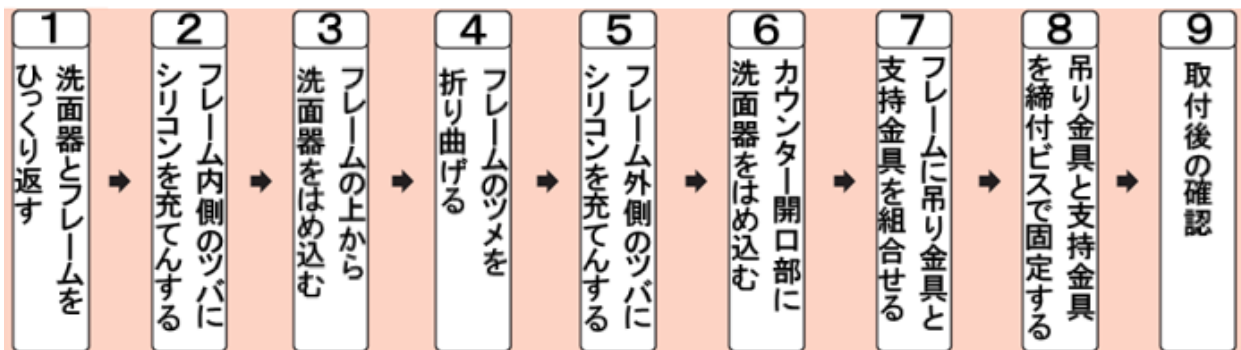 1
洗面器とフレームを
ひっくり返す
2
フレーム内側のツバに
シリコンを充てんする
3
フレームの上から
洗面器をはめ込む
4
フレームのツメを
折り曲げる
5
フレーム外側のツバに
シリコンを充てんする
6
カウンター開口部に
洗面器をはめ込む
7
フレームに吊り金具と
支持金具を組合せる
8
吊り金具と支持金具
を締付ビスで固定する
9
取付後の確認